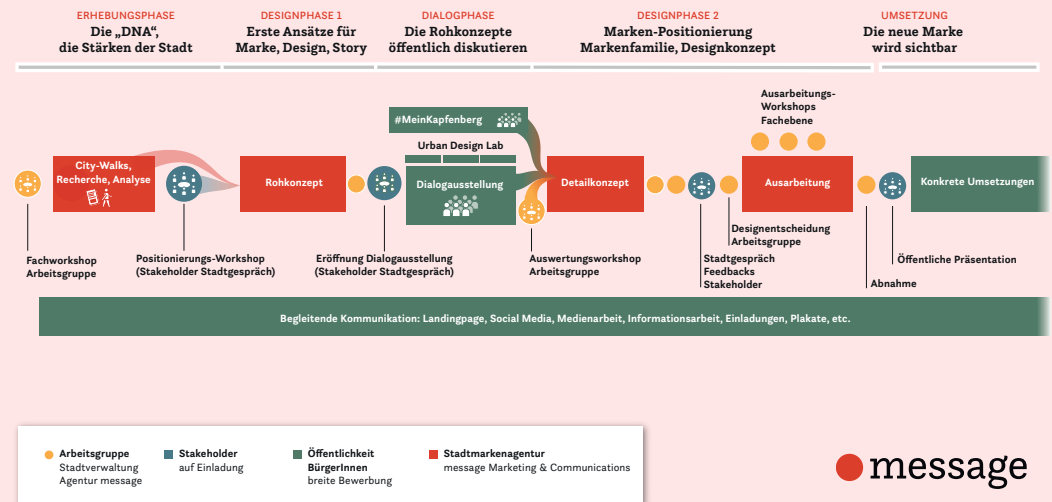 ERHEBUNGSPHASE
Die „DNA“,
die Stärken der Stadt
DESIGNPHASE 1
Erste Ansätze für
Marke, Design, Story
DIALOGPHASE
Die Rohkonzepte
öffentlich diskutieren
DESIGNPHASE 2
Marken-Positionierung
Markenfamilie, Designkonzept
UMSETZUNG
Die neue Marke
wird sichtbar
Ausarbeitungs-
Workshops
Fachebene
#MeinKapfenberg
Urban Design Lab
City-Walks,
Recherche, Analyse
Rohkonzept
Dialogausstellung
Detailkonzept
Ausarbeitung
Konkrete Umsetzungen
Fachworkshop
Arbeitsgruppe
Positionierungs-Workshop
(Stakeholder Stadtgespräch)
Eröffnung Dialogausstellung
(Stakeholder Stadtgespräch)
Auswertungsworkshop
Arbeitsgruppe
Designentscheidung
Arbeitsgruppe
Stadtgespräch
Feedbacks
Stakeholder
Öffentliche Präsentation
Abnahme
Begleitende Kommunikation: Landingpage, Social Media, Medienarbeit, Informationsarbeit, Einladungen, Plakate, etc.
Arbeitsgruppe
Stadtverwaltung
Agentur message
Stakeholder
auf Einladung
Öffentlichkeit
BürgerInnen
breite Bewerbung
Stadtmarkenagentur
message Marketing & Communications
message